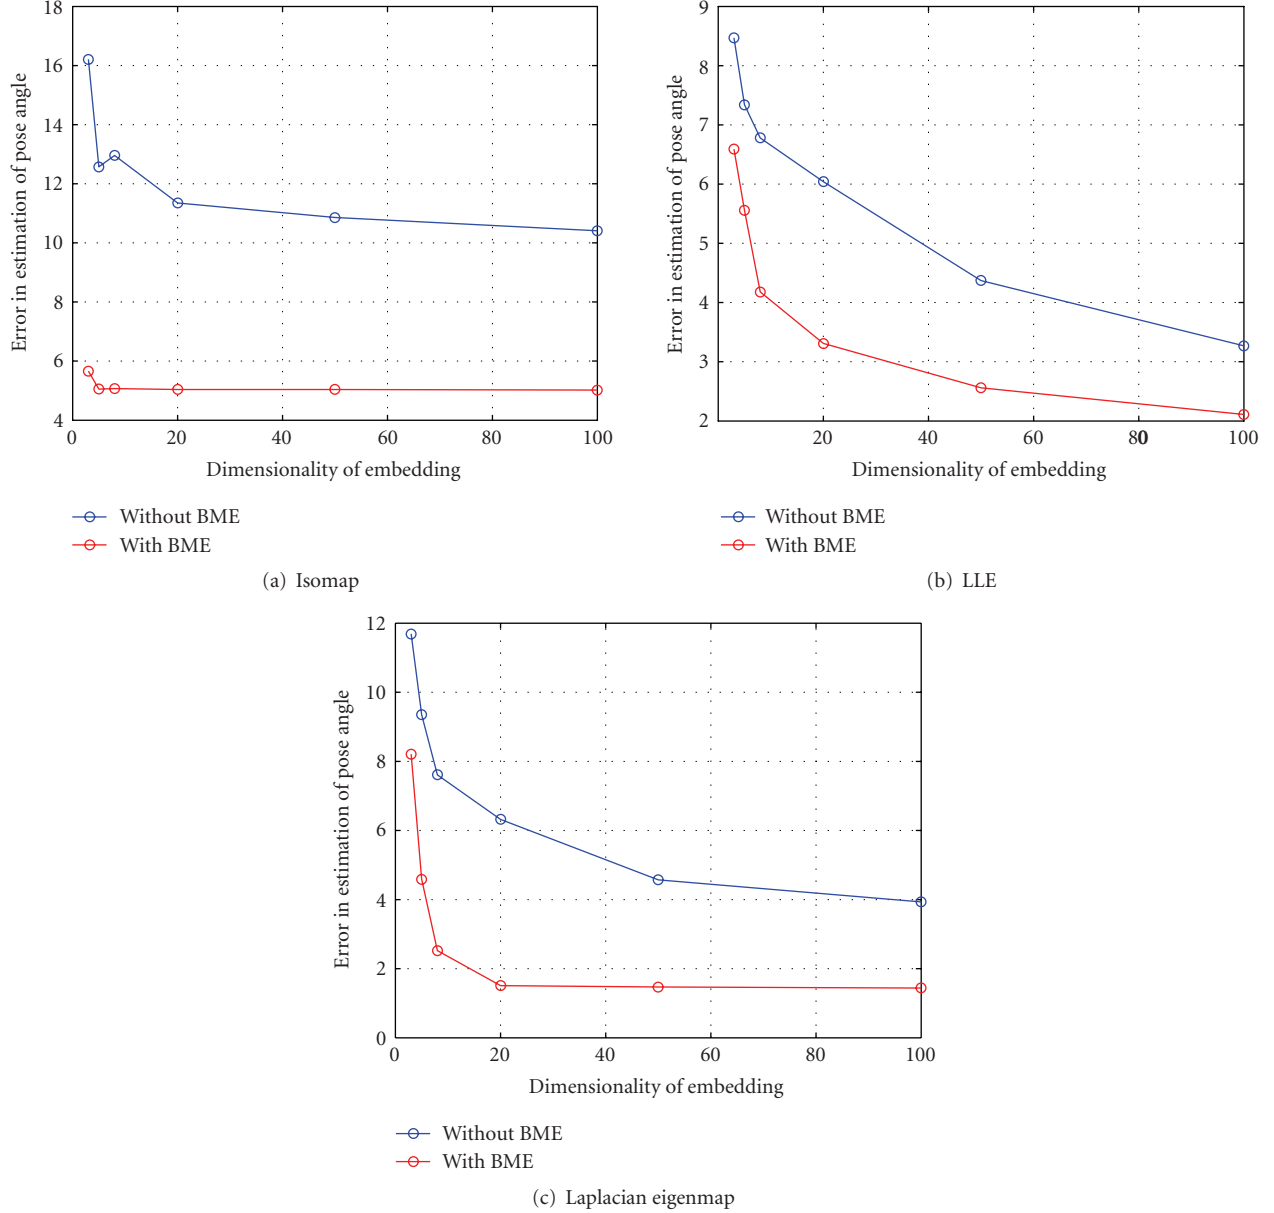 18
16
14
12
10
8
6
4
0 20 40 60 80 100
Error in estimation of pose angle
Dimensionality of embedding
Without BME
With BME
(a) Isomap
9
8
7
6
5
4
3
2
20 40 60 80 100
Error in estimation of pose angle
Dimensionality of embedding
Without BME
With BME
(b) LLE
12
10
8
6
4
2
0
0 20 40 60 80 100
Error in estimation of pose angle
Dimensionality of embedding
Without BME
With BME
(c) Laplacian eigenmap